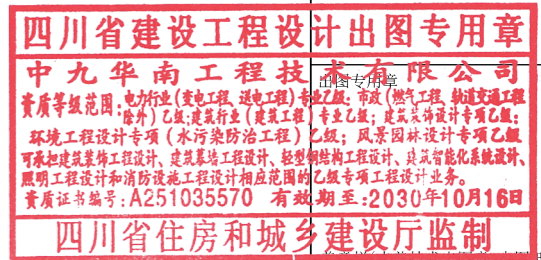 四川省建设工程设计出图专用章
中九华南工程技术有限公司
出图专用章
资质等级范围:电力行业(变电工程、送电工程)专业乙级;市政(燃气工程、轨道交通工程
除外)乙级;建筑行业(建筑工程)专业乙级;建筑装饰设计专项乙级;
环境工程设计专项(水污染防治工程)乙级;风景园林设计专项乙级
可承担建筑装饰工程设计、建筑幕墙工程设计、轻型钢结构工程设计、建筑智能化系统设计、
照明工程设计和消防设施工程设计相应范围的乙级专项工程设计业务。
资质证书编号:A251035570 有效期至:2030年10月16日
四川省住房和城乡建设厅监制